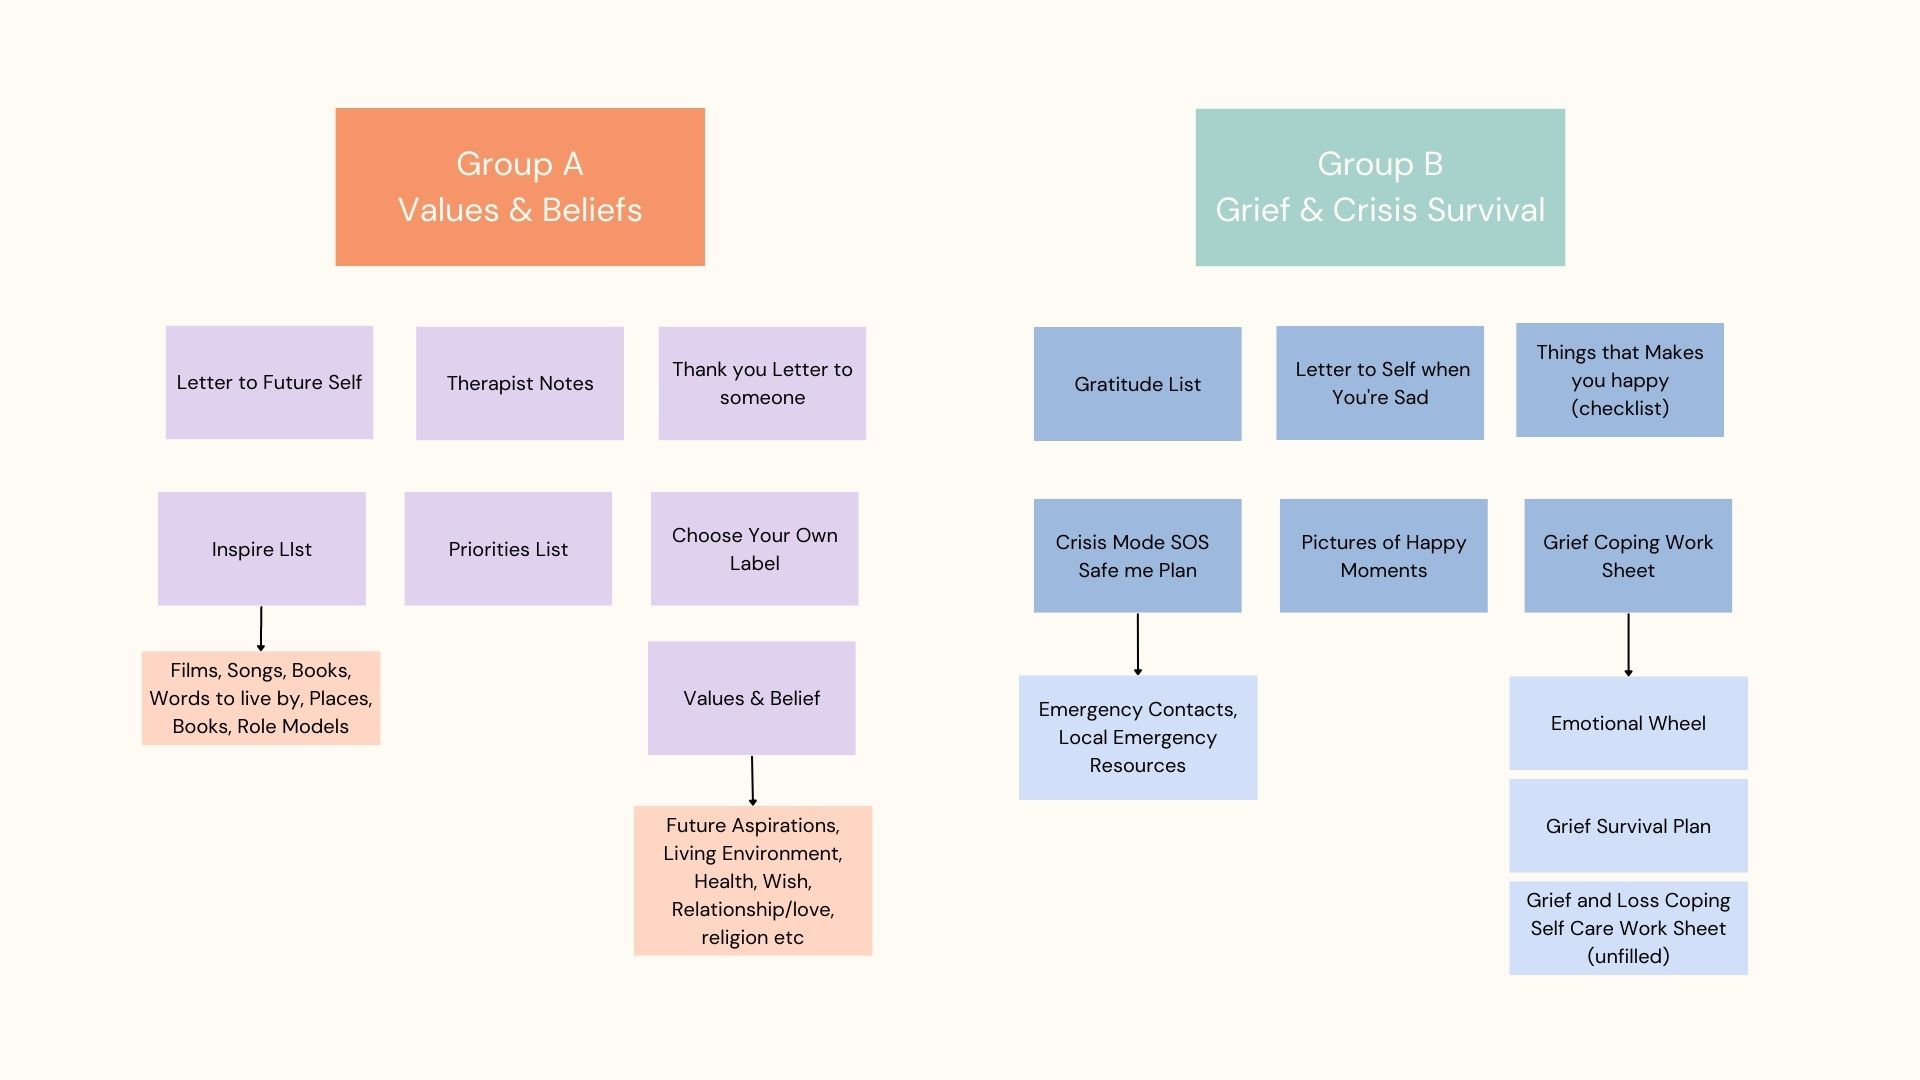 Group A
Values & Beliefs
Group B
Grief & Crisis Survival
Letter to Future Self
Therapist Notes
Thank you Letter to
someone
Gratitude List
Letter to Self when
You're Sad
Things that Makes
you happy
(checklist)
Inspire LIst
Priorities List
Choose Your Own
Label
Crisis Mode SOS
Safe me Plan
Pictures of Happy
Moments
Grief Coping Work
Sheet
Films, Songs, Books,
Words to live by, Places,
Books, Role Models
Values & Belief
Future Aspirations,
Living Environment,
Health, Wish,
Relationship/love,
religion etc
Emergency Contacts,
Local Emergency
Resources
Emotional Wheel
Grief Survival Plan
Grief and Loss Coping
Self Care Work Sheet
(unfilled)